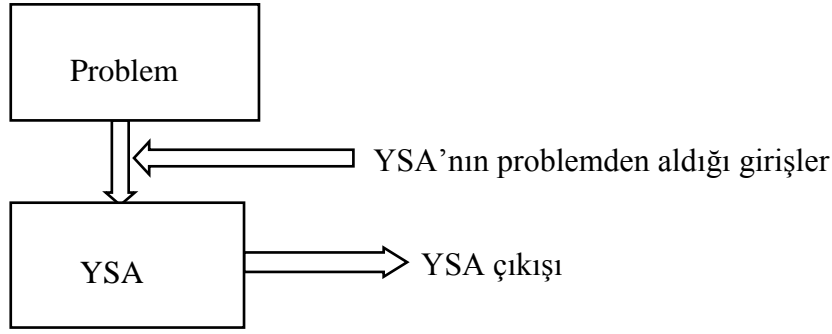 Problem
YSA’nın problemden aldığı girişler
YSA
YSA çıkışı